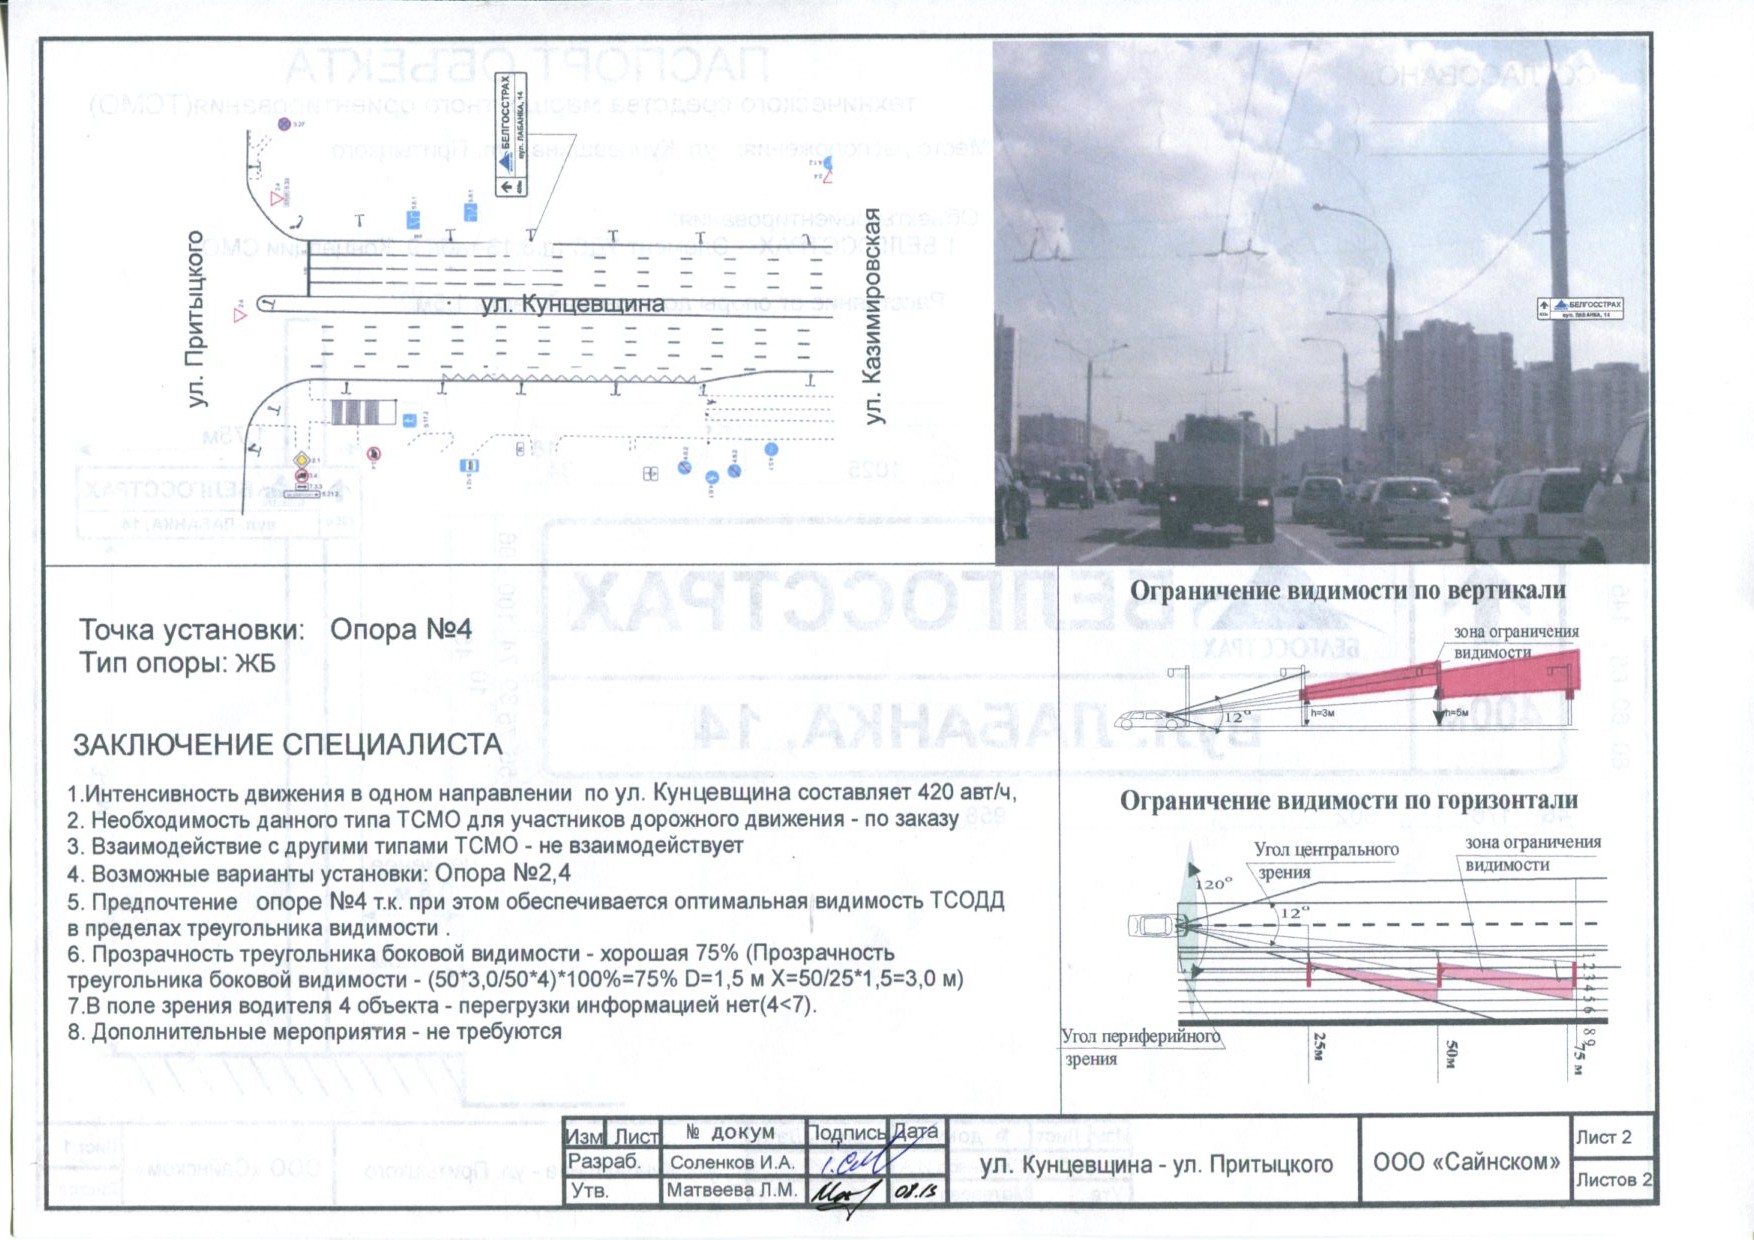 БЕЛГОССТРАХ
вул. ЛАБАНКА, 14
400м
ул. Притыцкого
ул. Кунцевщина
ул. Казимировская
БЕЛГОССТРАХ
вул. ЛАБАНКА, 14
Точка установки: Опора №4
Тип опоры: ЖБ
ЗАКЛЮЧЕНИЕ СПЕЦИАЛИСТА
1.Интенсивность движения в одном направлении по ул. Кунцевщина составляет 420 авт/ч,
2. Необходимость данного типа ТСМО для участников дорожного движения - по заказу
3. Взаимодействие с другими типами ТСМО - не взаимодействует
4. Возможные варианты установки: Опора №2,4
5. Предпочтение опоре №4 т.к. при этом обеспечивается оптимальная видимость ТСОДД
в пределах треугольника видимости .
6. Прозрачность треугольника боковой видимости - хорошая 75% (Прозрачность
треугольника боковой видимости - (50*3,0/50*4)*100%=75% D=1,5 м X=50/25*1,5=3,0 м)
7.В поле зрения водителя 4 объекта - перегрузки информацией нет(4<7).
8. Дополнительные мероприятия - не требуются
Ограничение видимости по вертикали
зона ограничения
видимости
12°
h=3м
h=5м
Ограничение видимости по горизонтали
Угол центрального
зрения
зона ограничения
видимости
120°
12°
1 2 3 4 5 6 8 9
Угол периферийного
зрения
25м
50м
75 м
Изм Лист № докум Подпись Дата
Разраб. Соленков И.А.
Утв. Матвеева Л.М. 08.13
ул. Кунцевщина - ул. Притыцкого
ООО «Сайнском»
Лист 2
Листов 2